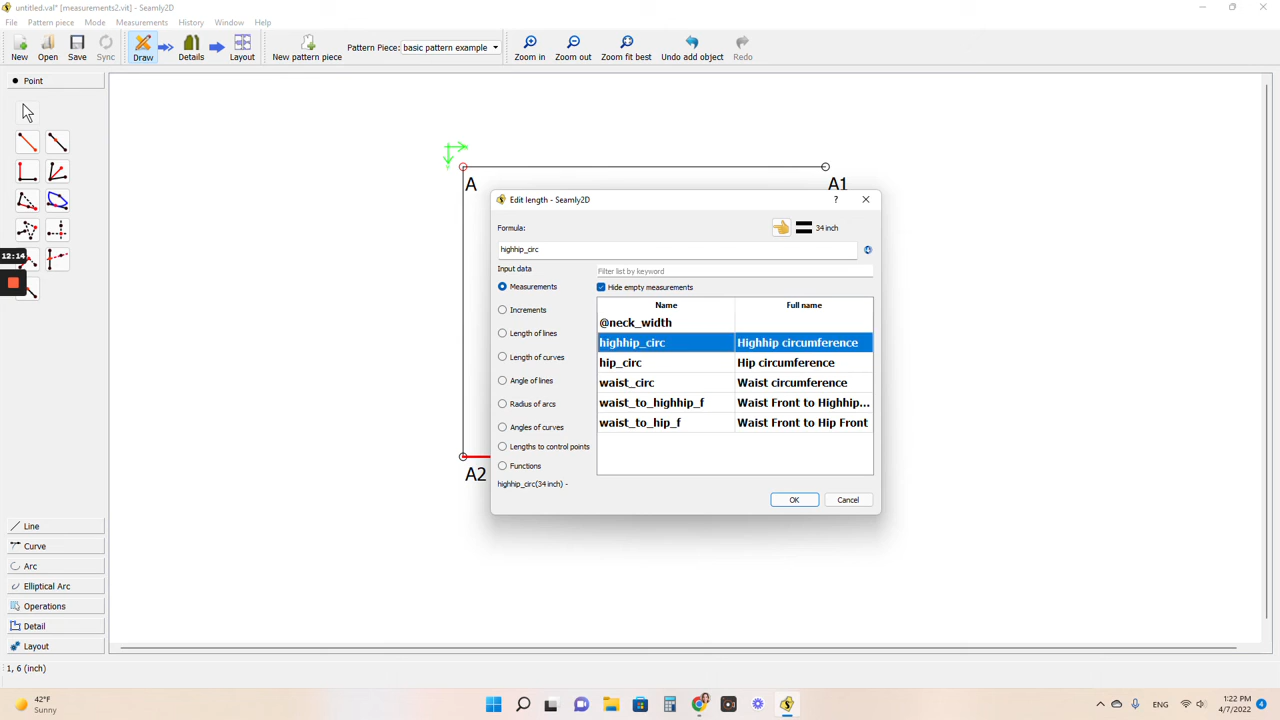 untitled.val* [measurements2.vit] - Seamly2D
File Pattern piece Mode Measurements History Window Help
New Open Save Sync Draw Details Layout New pattern piece Pattern Piece: basic pattern example Zoom in Zoom out Zoom fit best Undo add object Redo
Point
A
A1
A2
12:14
Edit length - Seamly2D
?
Formula:
34 inch
highhip_circ
Input data
Filter list by keyword
Measurements
Hide empty measurements
Increments
Length of lines
Length of curves
Angle of lines
Radius of arcs
Angles of curves
Lengths to control points
Functions
Name Full name
@neck_width
highhip_circ Highhip circumference
hip_circ Hip circumference
waist_circ Waist circumference
waist_to_highhip_f Waist Front to Highhip...
waist_to_hip_f Waist Front to Hip Front
highhip_circ(34 inch) -
OK Cancel
Line
Curve
Arc
Elliptical Arc
Operations
Detail
Layout
1, 6 (inch)
42°F
Sunny
ENG
1:22 PM
4/7/2022
4